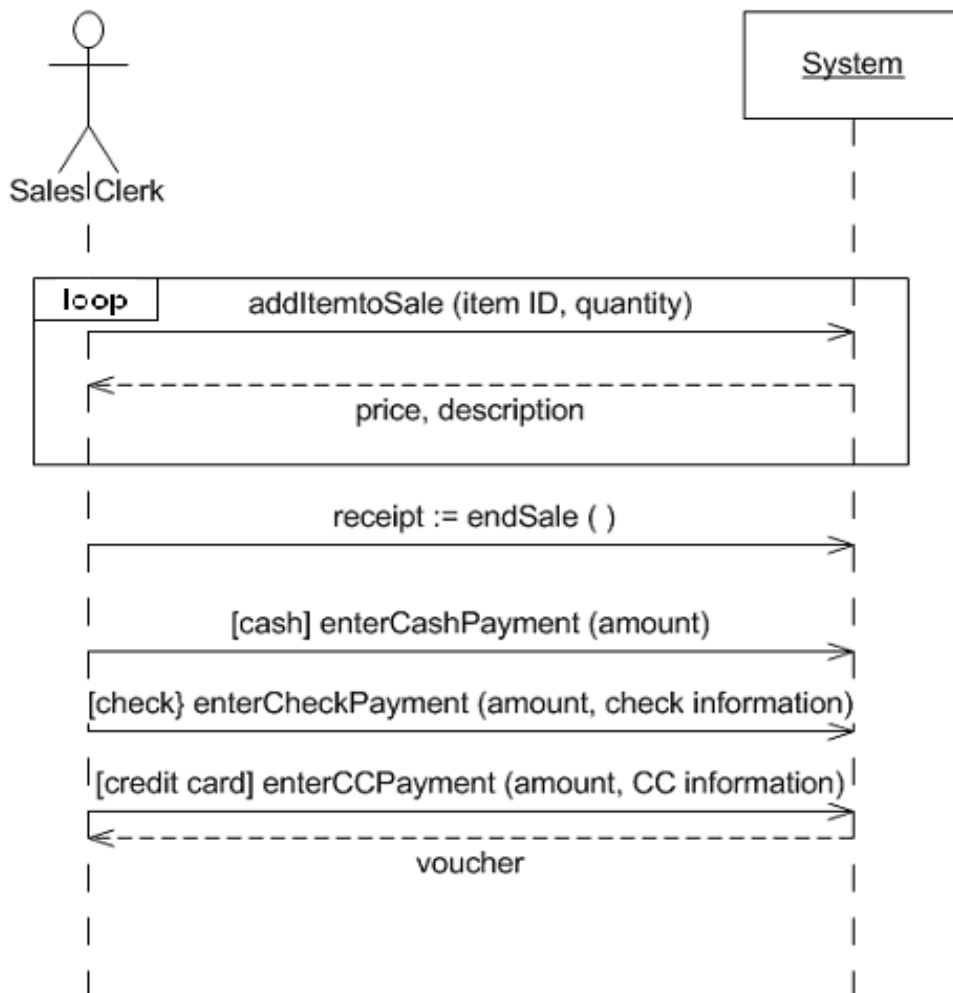 System
Sales Clerk
loop
addItemtoSale (item ID, quantity)
price, description
receipt := endSale ( )
[cash] enterCashPayment (amount)
[check} enterCheckPayment (amount, check information)
[credit card] enterCCPayment (amount, CC information)
voucher